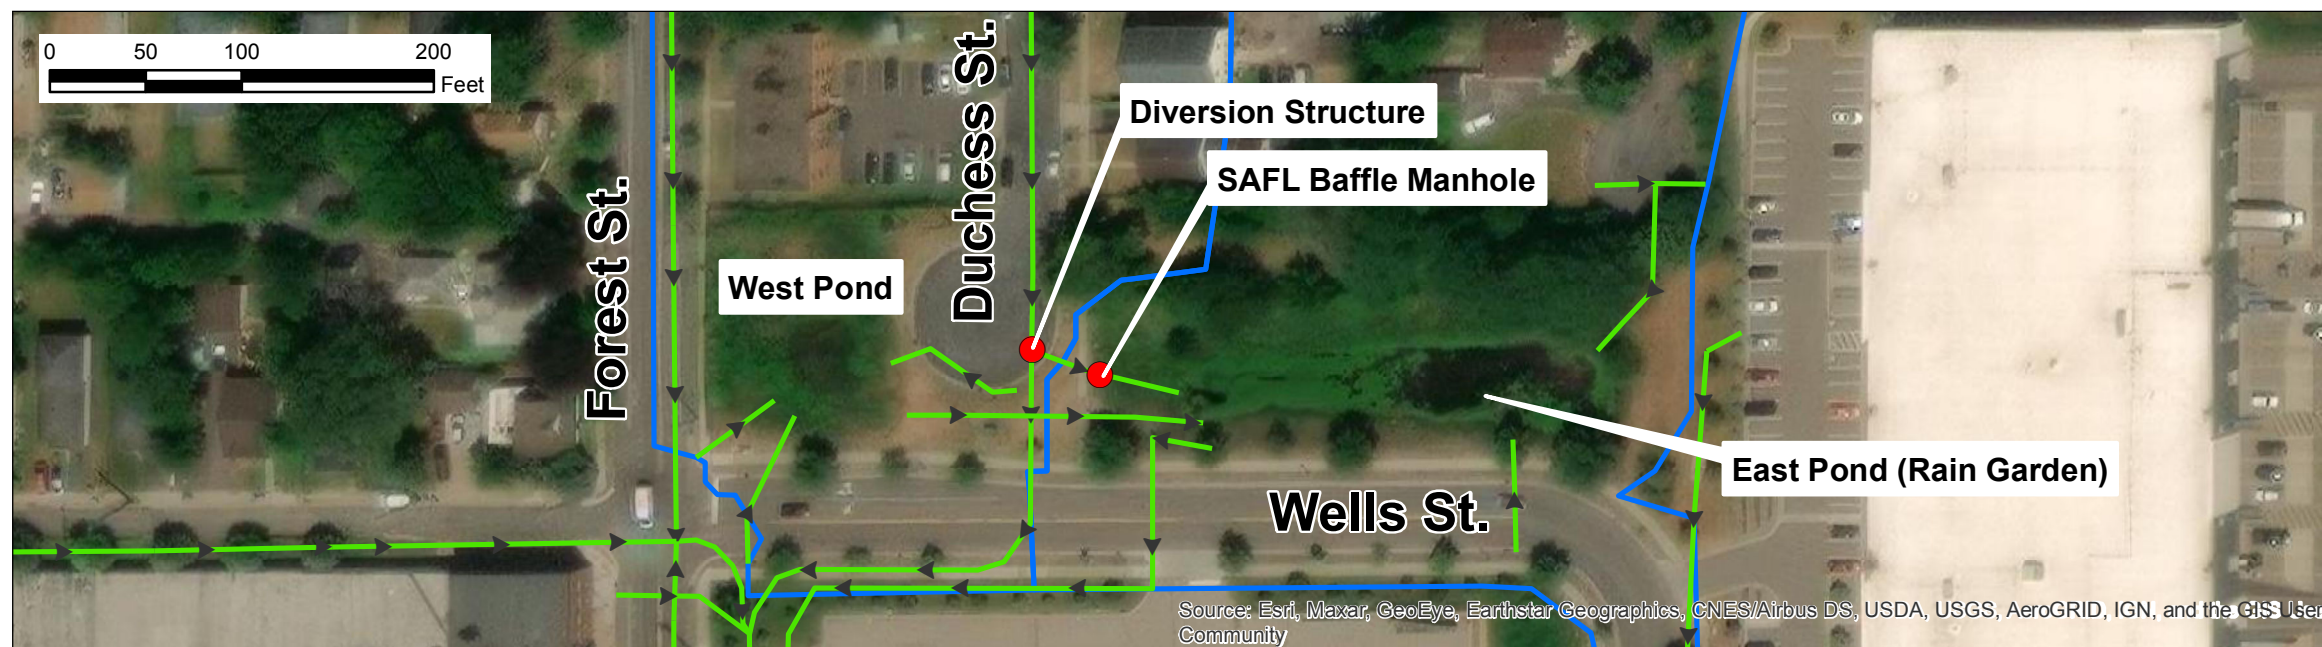 0 50 100 200
Feet
Forest St.
Duchess St.
Diversion Structure
SAFL Baffle Manhole
West Pond
East Pond (Rain Garden)
Wells St.
Source: Esri, Maxar, GeoEye, Earthstar Geographics, CNES/Airbus DS, USDA, USGS, AeroGRID, IGN, and the GIS User
Community